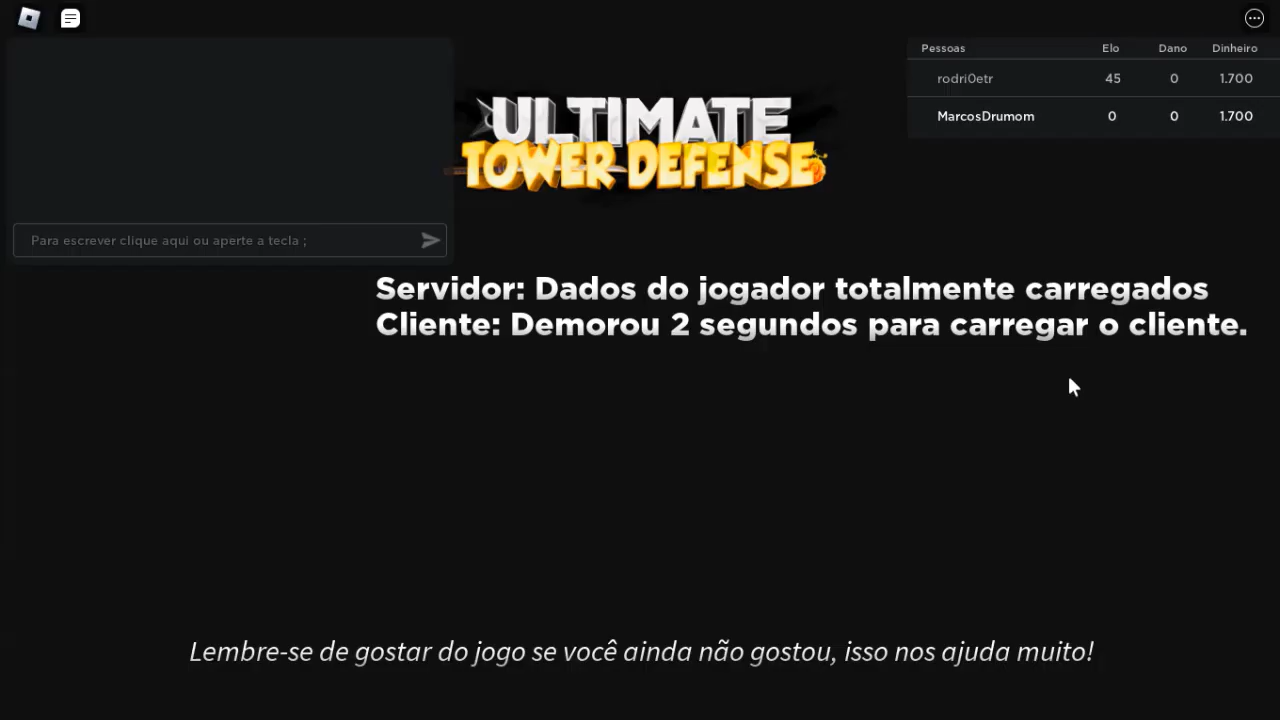 Pessoas Elo Dano Dinheiro
rodri0etr 45 0 1.700
MarcosDrumom 0 0 1.700
ULTIMATE
TOWER DEFENSE
Para escrever clique aqui ou aperte a tecla ;
Servidor: Dados do jogador totalmente carregados
Cliente: Demorou 2 segundos para carregar o cliente.
Lembre-se de gostar do jogo se você ainda não gostou, isso nos ajuda muito!